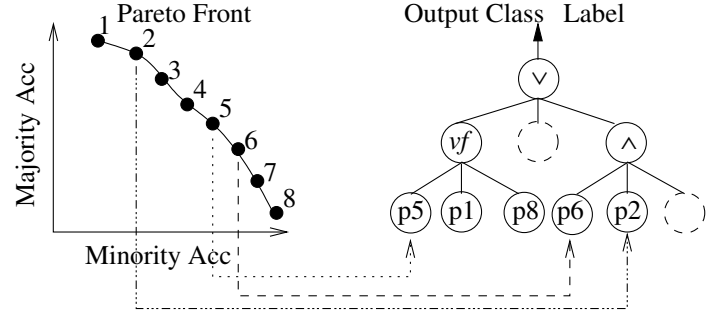 Pareto Front
Output Class Label
1
2
3
4
5
6
7
8
Majority Acc
Minority Acc
∨
vf
∧
p5
p1
p8
p6
p2